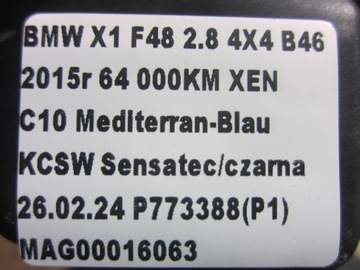 BMW X1 F48 2.8 4X4 B46
2015r 64 000KM XEN
C10 Mediterran-Blau
KCSW Sensatec/czarna
26.02.24 P773388(P1)
MAG00016063